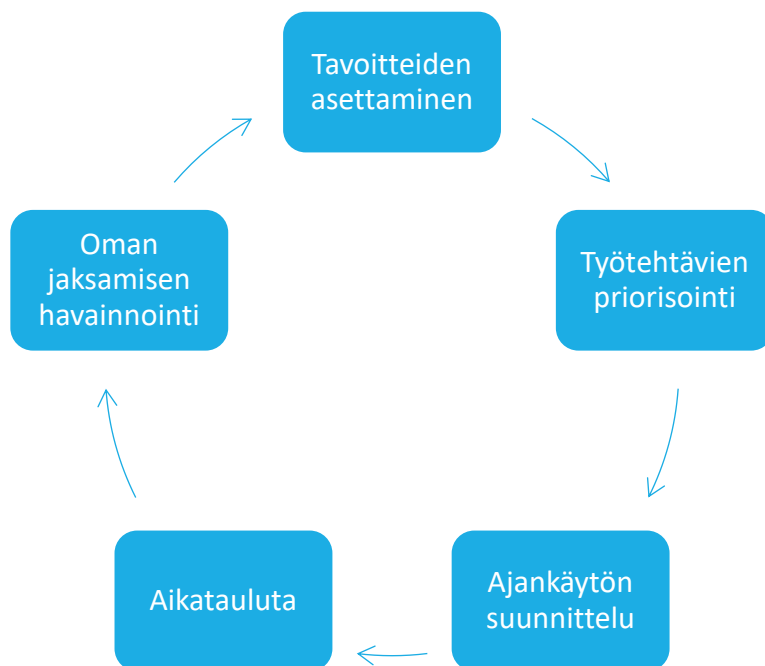 Tavoitteiden
asettaminen
Työtehtävien
priorisointi
Ajankäytön
suunnittelu
Aikatauluta
Oman
jaksamisen
havainnointi